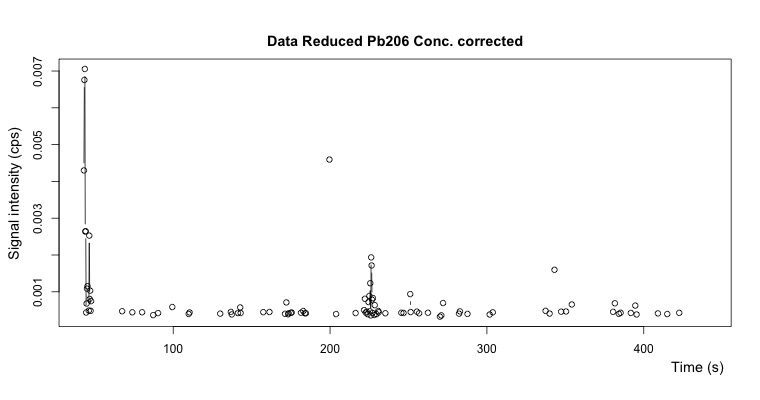 Data Reduced Pb206 Conc. corrected
Signal intensity (cps)
0.007
0.005
0.003
0.001
100 200 300 400
Time (s)